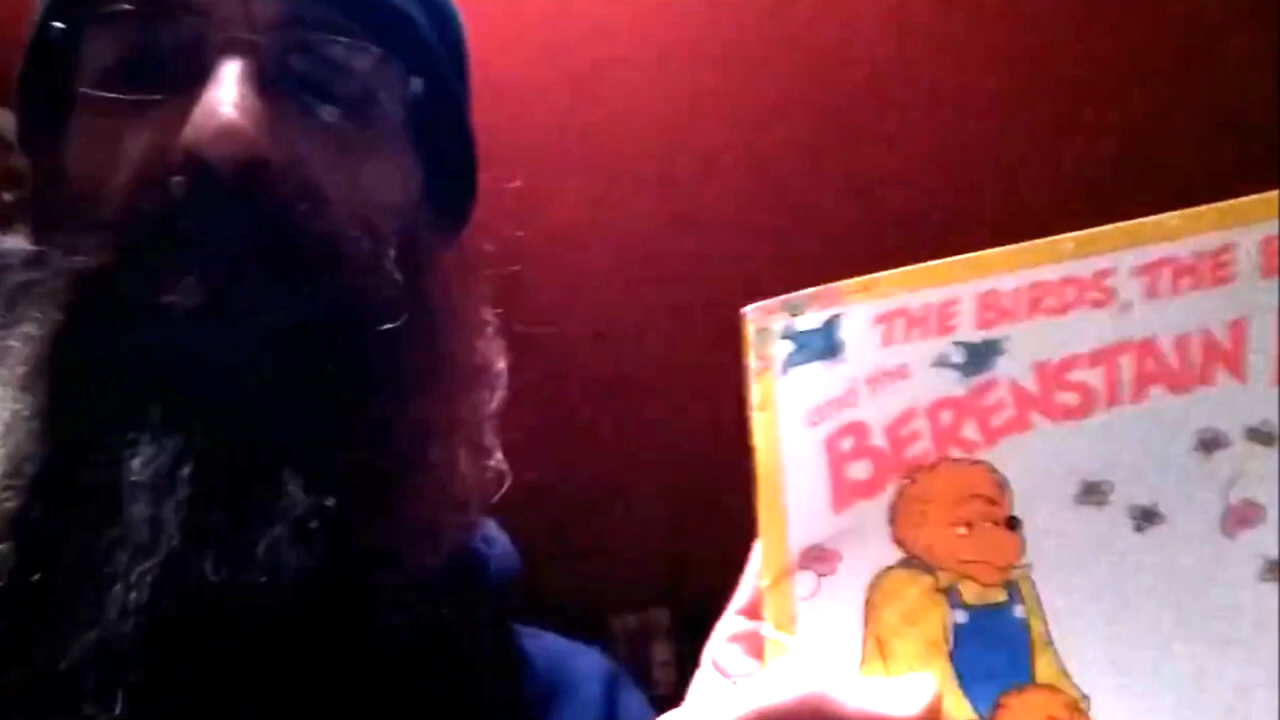 THE BIRDS, THE
and the
BERENSTAIN